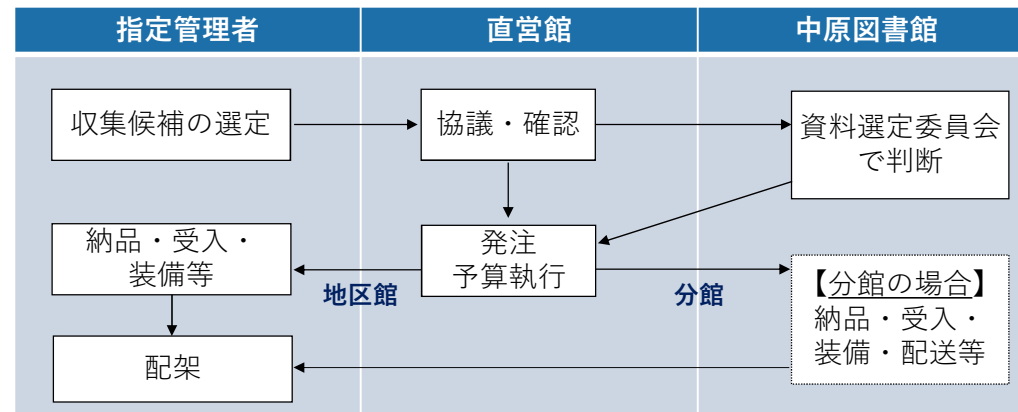 指定管理者
直営館
中原図書館
収集候補の選定
協議・確認
資料選定委員会
で判断
納品・受入・
装備等
発注
予算執行
地区館
分館
【分館の場合】
納品・受入・
装備・配送等
配架